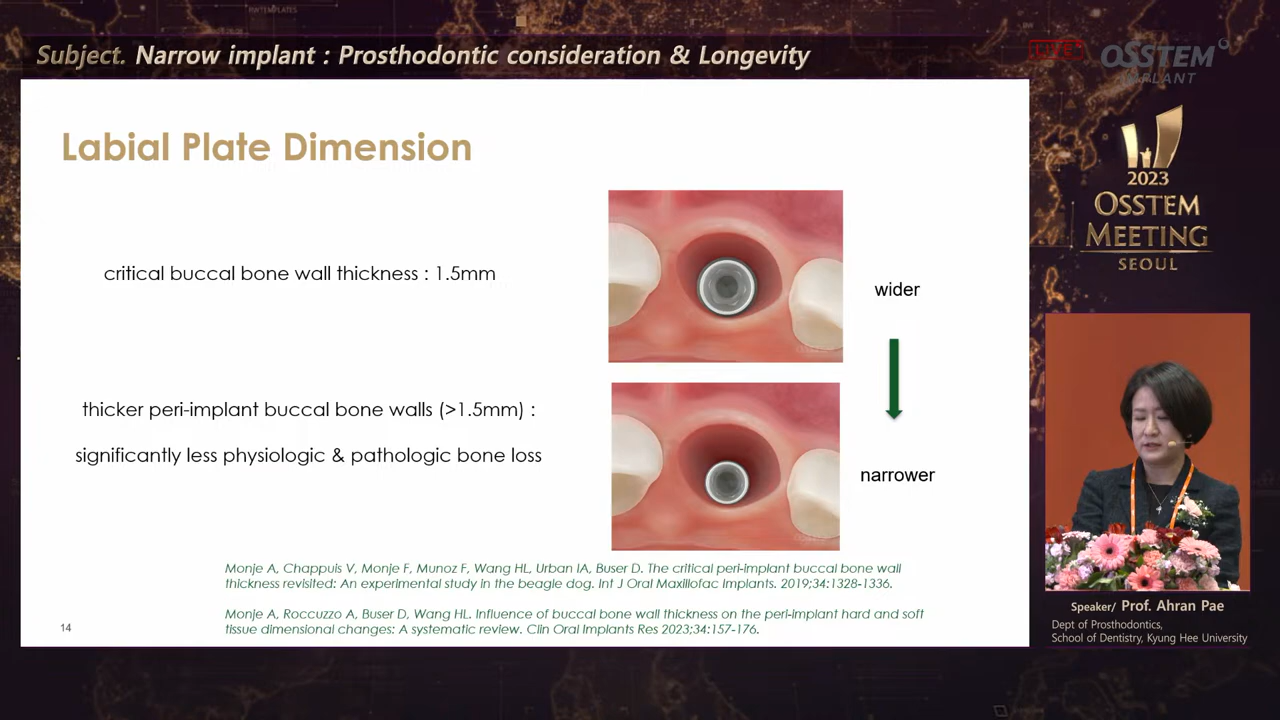 Subject. Narrow implant : Prosthodontic consideration & Longevity
LIVE
OSSTEM
IMPLANT
2023
OSSTEM
MEETING
SEOUL
Labial Plate Dimension
critical buccal bone wall thickness : 1.5mm
wider
thicker peri-implant buccal bone walls (>1.5mm) :
significantly less physiologic & pathologic bone loss
narrower
Monje A, Chappuis V, Monje F, Munoz F, Wang HL, Urban IA, Buser D. The critical peri-implant buccal bone wall
thickness revisited: An experimental study in the beagle dog. Int J Oral Maxillofac Implants. 2019;34:1328-1336.
Monje A, Roccuzzo A, Buser D, Wang HL. Influence of buccal bone wall thickness on the peri-implant hard and soft
tissue dimensional changes: A systematic review. Clin Oral Implants Res 2023;34:157-176.
14
Speaker/ Prof. Ahran Pae
Dept of Prosthodontics,
School of Dentistry, Kyung Hee University